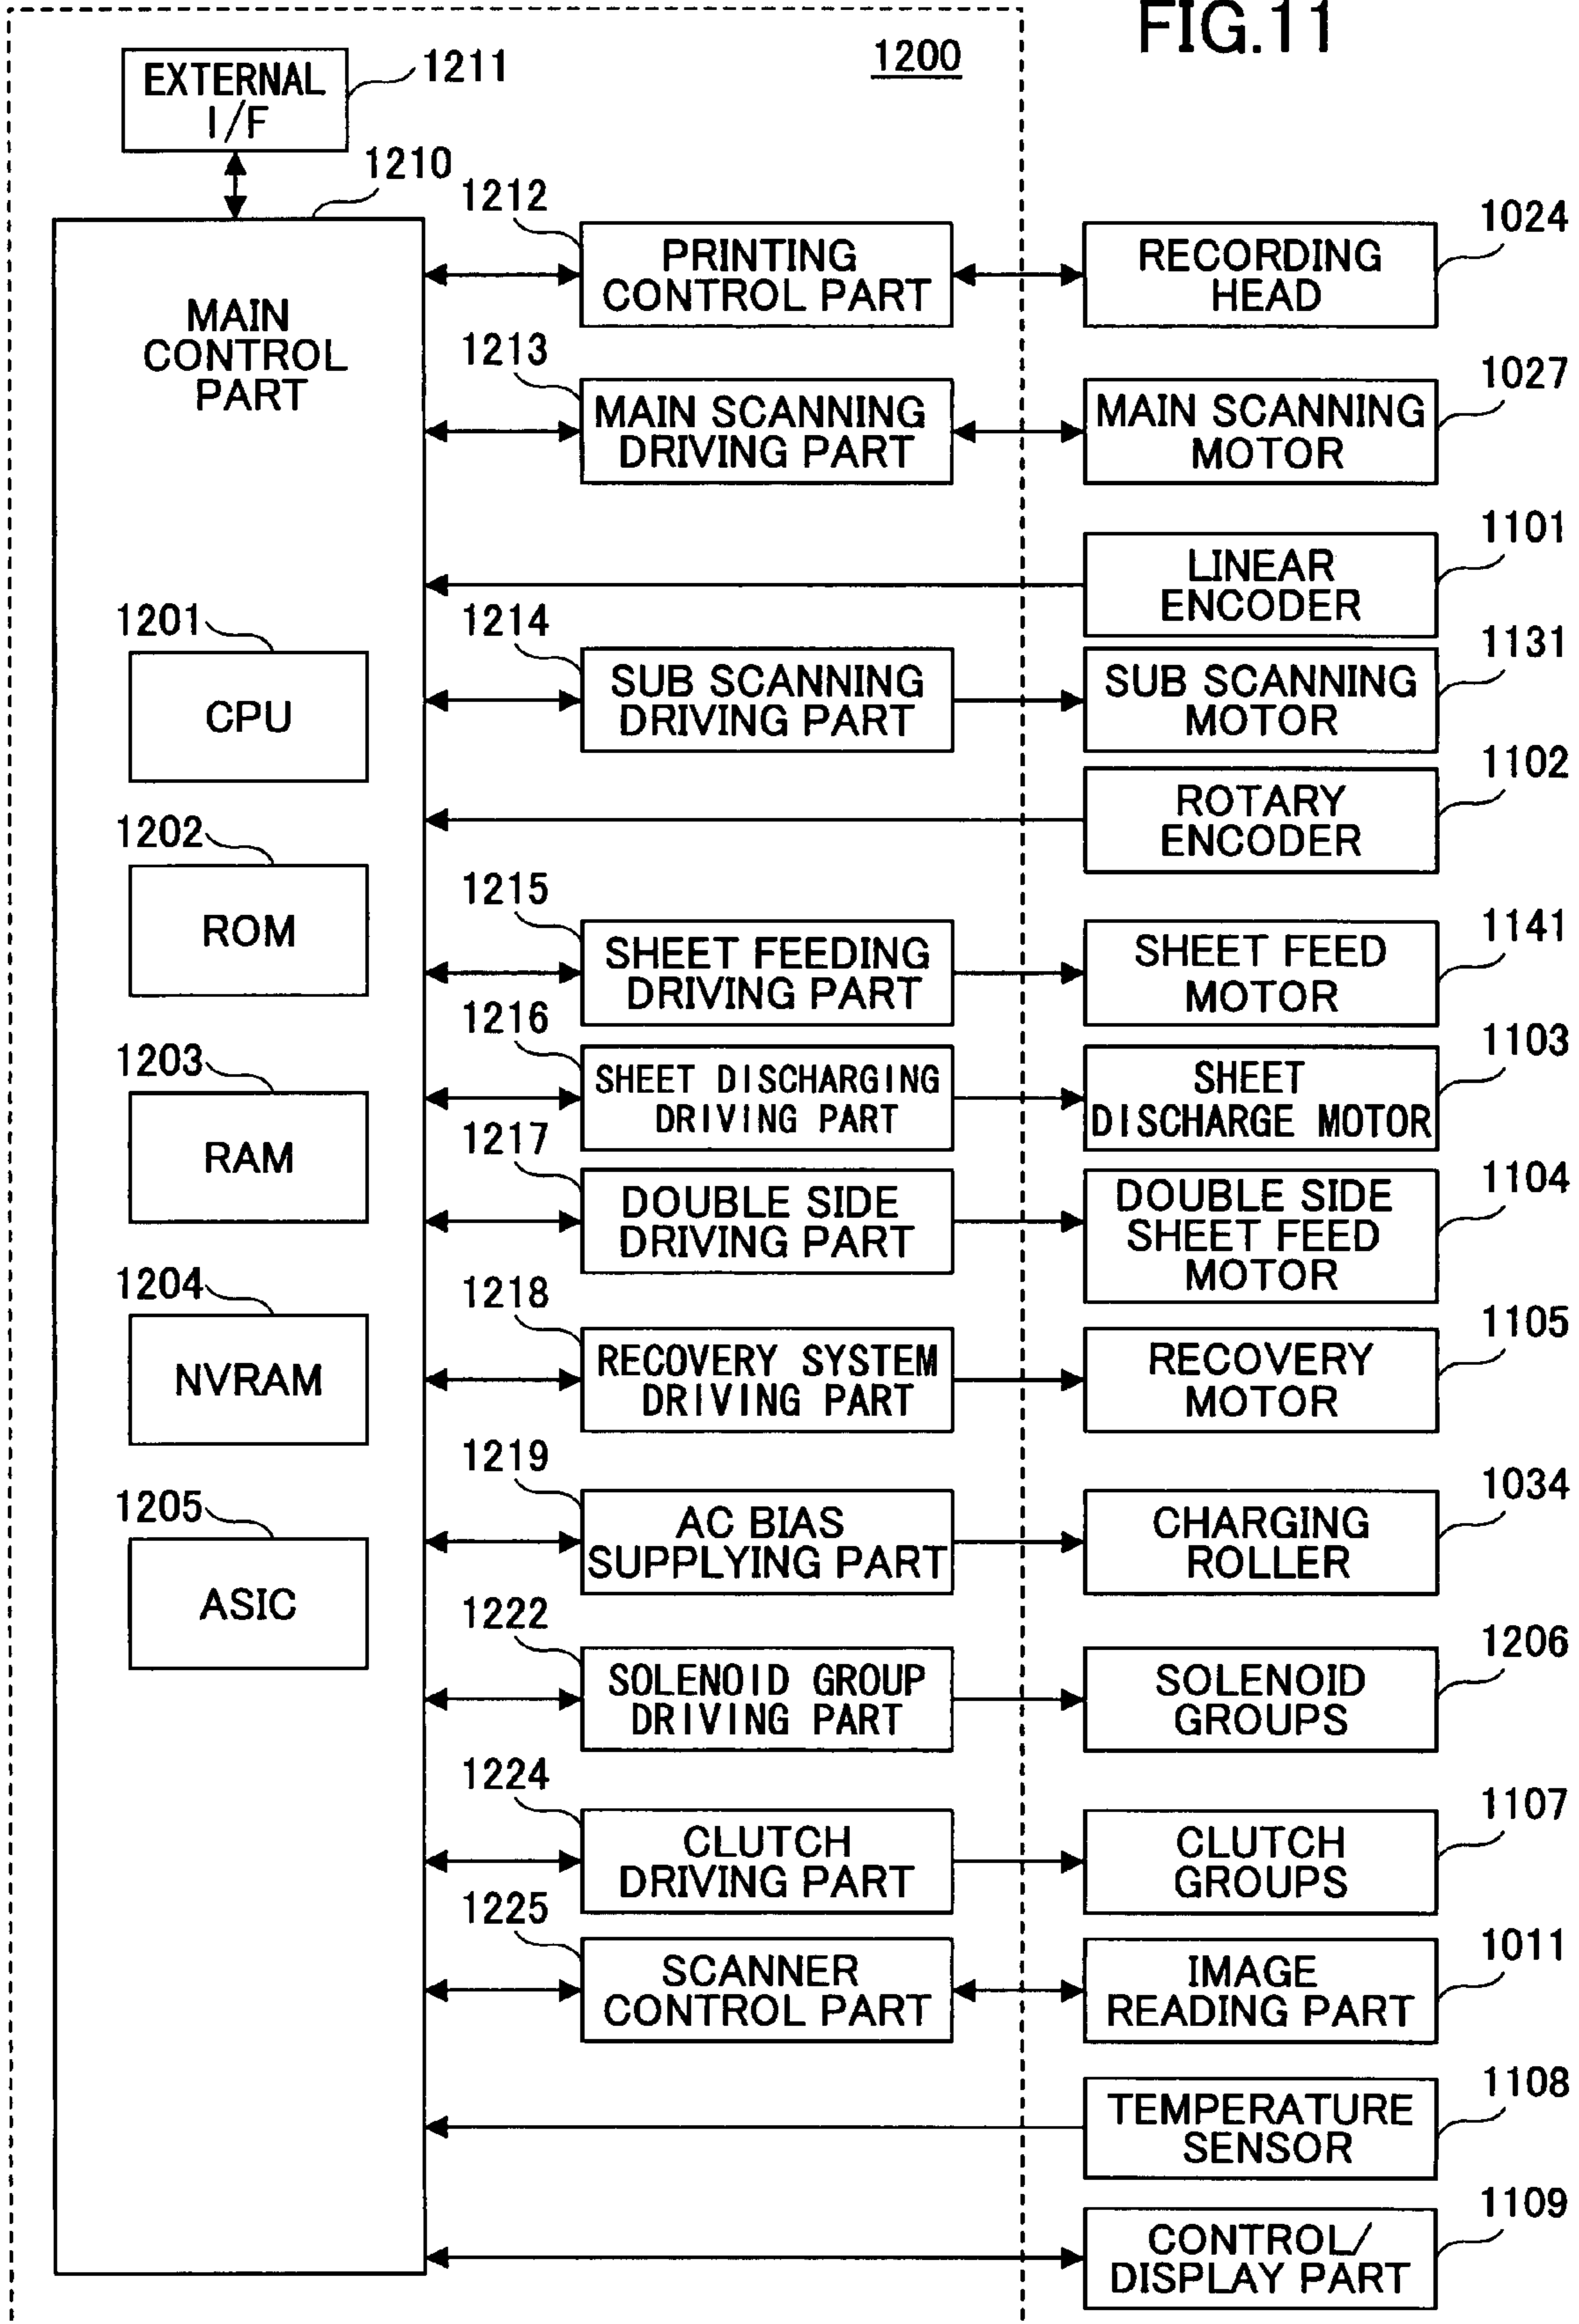 FIG.11
1200
EXTERNAL
I/F
1211
1210
MAIN
CONTROL
PART
1201
CPU
1202
ROM
1203
RAM
1204
NVRAM
1205
ASIC
1212
PRINTING
CONTROL PART
RECORDING
HEAD
1024
1213
MAIN SCANNING
DRIVING PART
MAIN SCANNING
MOTOR
1027
LINEAR
ENCODER
1101
1214
SUB SCANNING
DRIVING PART
SUB SCANNING
MOTOR
1131
ROTARY
ENCODER
1102
1215
SHEET FEEDING
DRIVING PART
SHEET FEED
MOTOR
1141
1216
SHEET DISCHARGING
DRIVING PART
SHEET
DISCHARGE MOTOR
1103
1217
DOUBLE SIDE
DRIVING PART
DOUBLE SIDE
SHEET FEED
MOTOR
1104
1218
RECOVERY SYSTEM
DRIVING PART
RECOVERY
MOTOR
1105
1219
AC BIAS
SUPPLYING PART
CHARGING
ROLLER
1034
1222
SOLENOID GROUP
DRIVING PART
SOLENOID
GROUPS
1206
1224
CLUTCH
DRIVING PART
CLUTCH
GROUPS
1107
1225
SCANNER
CONTROL PART
IMAGE
READING PART
1011
TEMPERATURE
SENSOR
1108
CONTROL/
DISPLAY PART
1109